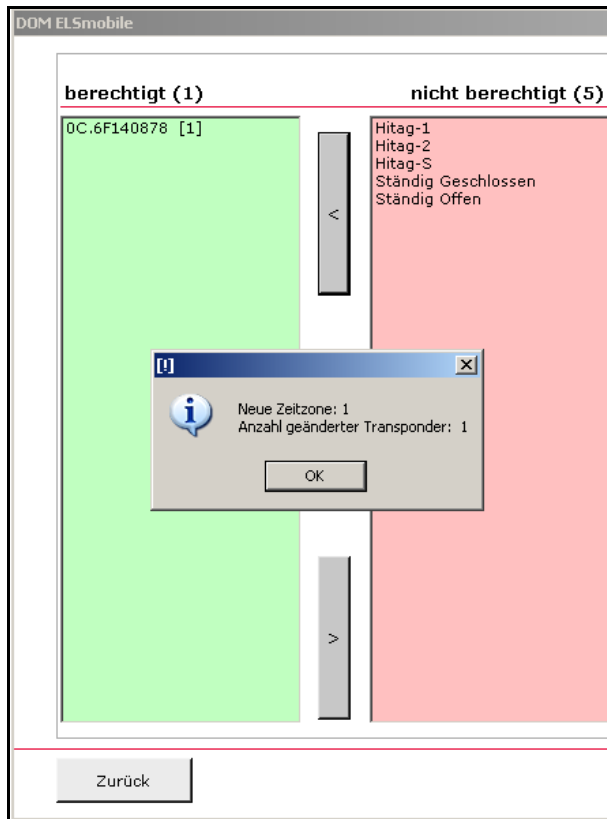 DOM ELSmobile
berechtigt (1)
nicht berechtigt (5)
0C.6F140878 [1]
<
Hitag-1
Hitag-2
Hitag-S
Ständig Geschlossen
Ständig Offen
[!]
Neue Zeitzone: 1
Anzahl geänderter Transponder: 1
OK
>
Zurück